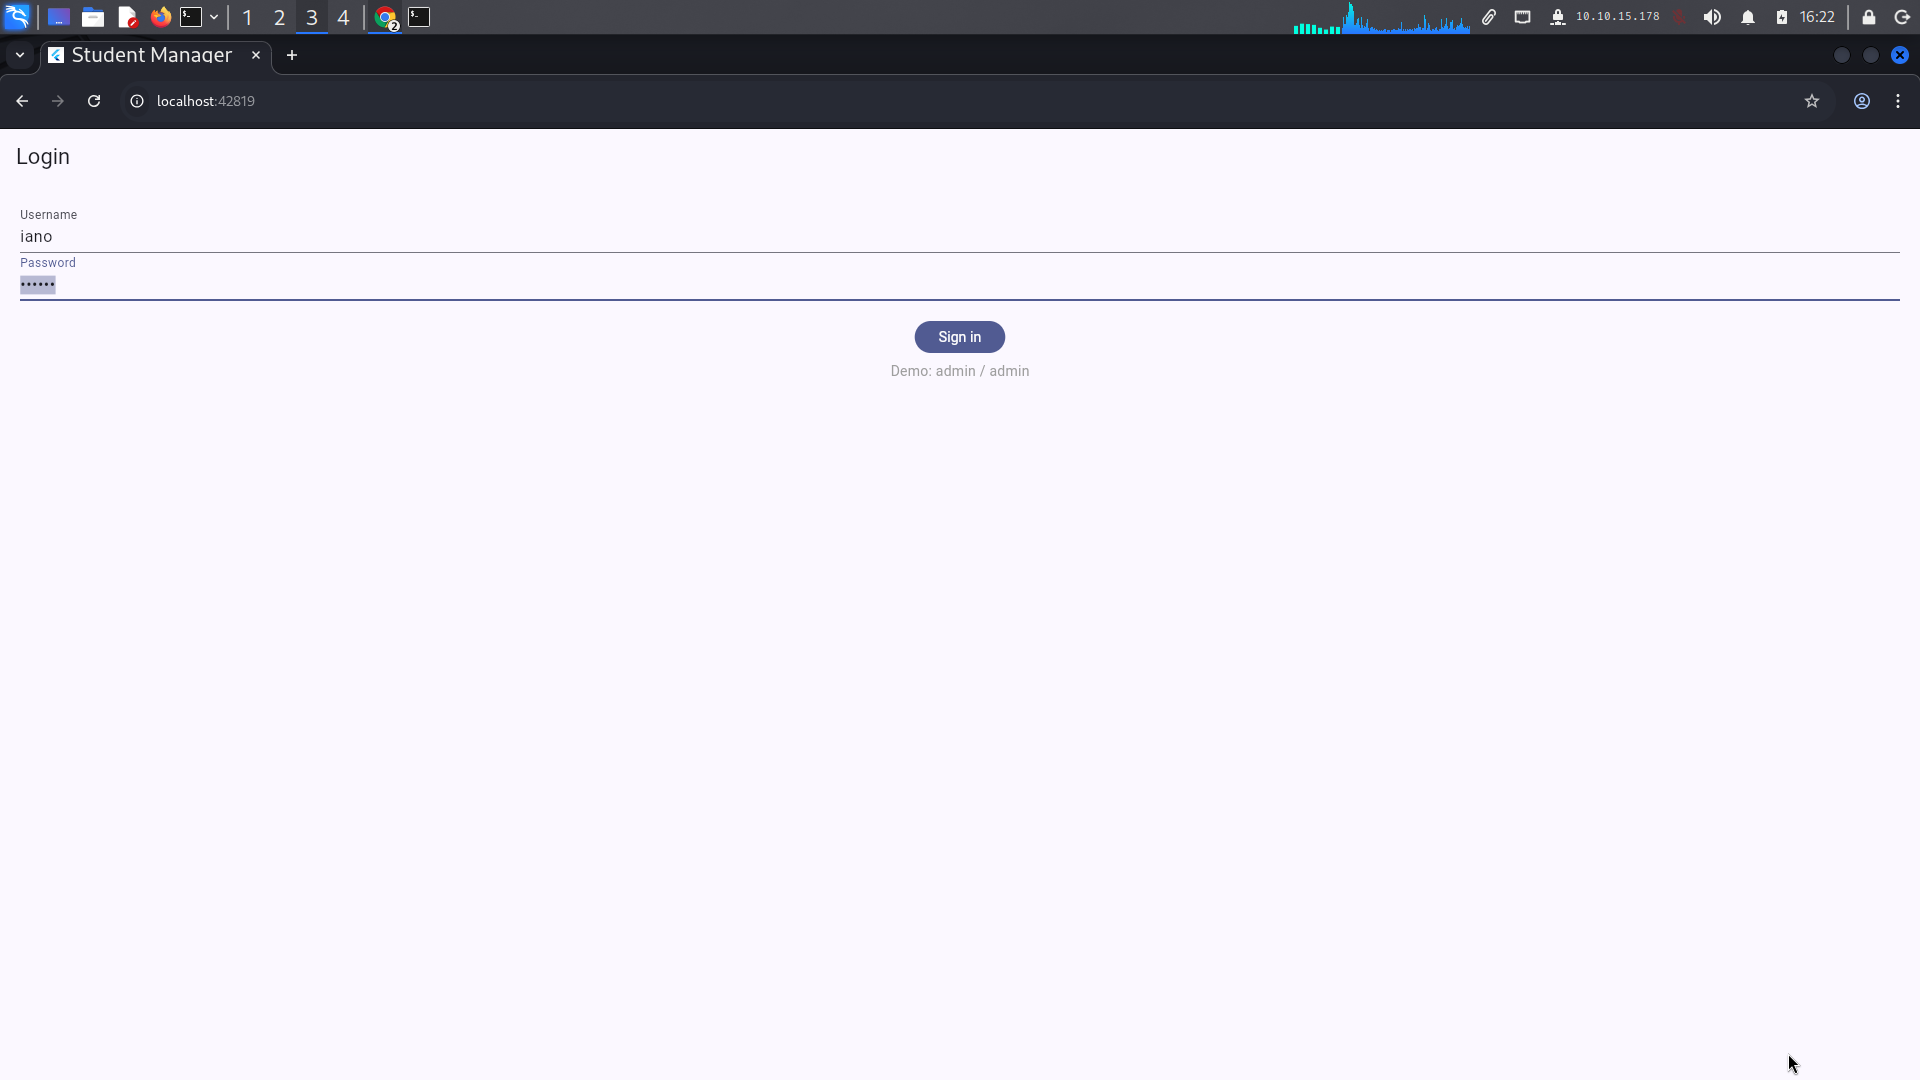 1 2 3 4 2 10.10.15.178 16:22
Student Manager
localhost:42819
Login
Username
iano
Password
••••••
Sign in
Demo: admin / admin